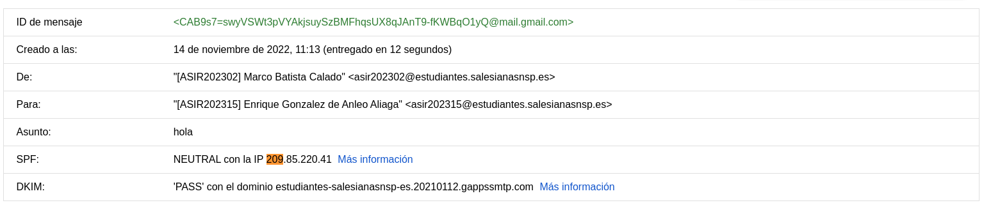 ID de mensaje <CAB9s7=swyVSWt3pVYAkjsuySzBMFhqsUX8qJAnT9-fKWBqO1yQ@mail.gmail.com>
Creado a las: 14 de noviembre de 2022, 11:13 (entregado en 12 segundos)
De: "[ASIR202302] Marco Batista Calado" <asir202302@estudiantes.salesianasnsp.es>
Para: "[ASIR202315] Enrique Gonzalez de Anleo Aliaga" <asir202315@estudiantes.salesianasnsp.es>
Asunto: hola
SPF: NEUTRAL con la IP 209.85.220.41 Más información
DKIM: 'PASS' con el dominio estudiantes-salesianasnsp-es.20210112.gappssmtp.com Más información